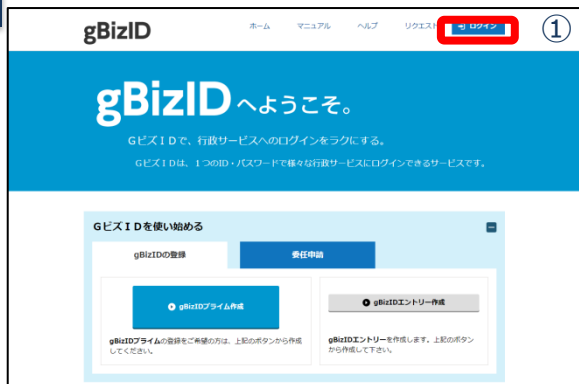 gBizID
ホーム マニュアル ヘルプ リクエスト ログイン ①
gBizIDへようこそ。
GビズIDで、行政サービスへのログインをラクにする。
GビズIDは、1つのID・パスワードで様々な行政サービスにログインできるサービスです。
GビズIDを使い始める
gBizIDの登録 委任申請
gBizIDプライム作成 gBizIDエントリー作成
gBizIDプライムの登録をご希望の方は、上記のボタンから作成
してください。
gBizIDエントリーを作成します。上記のボタン
から作成して下さい。